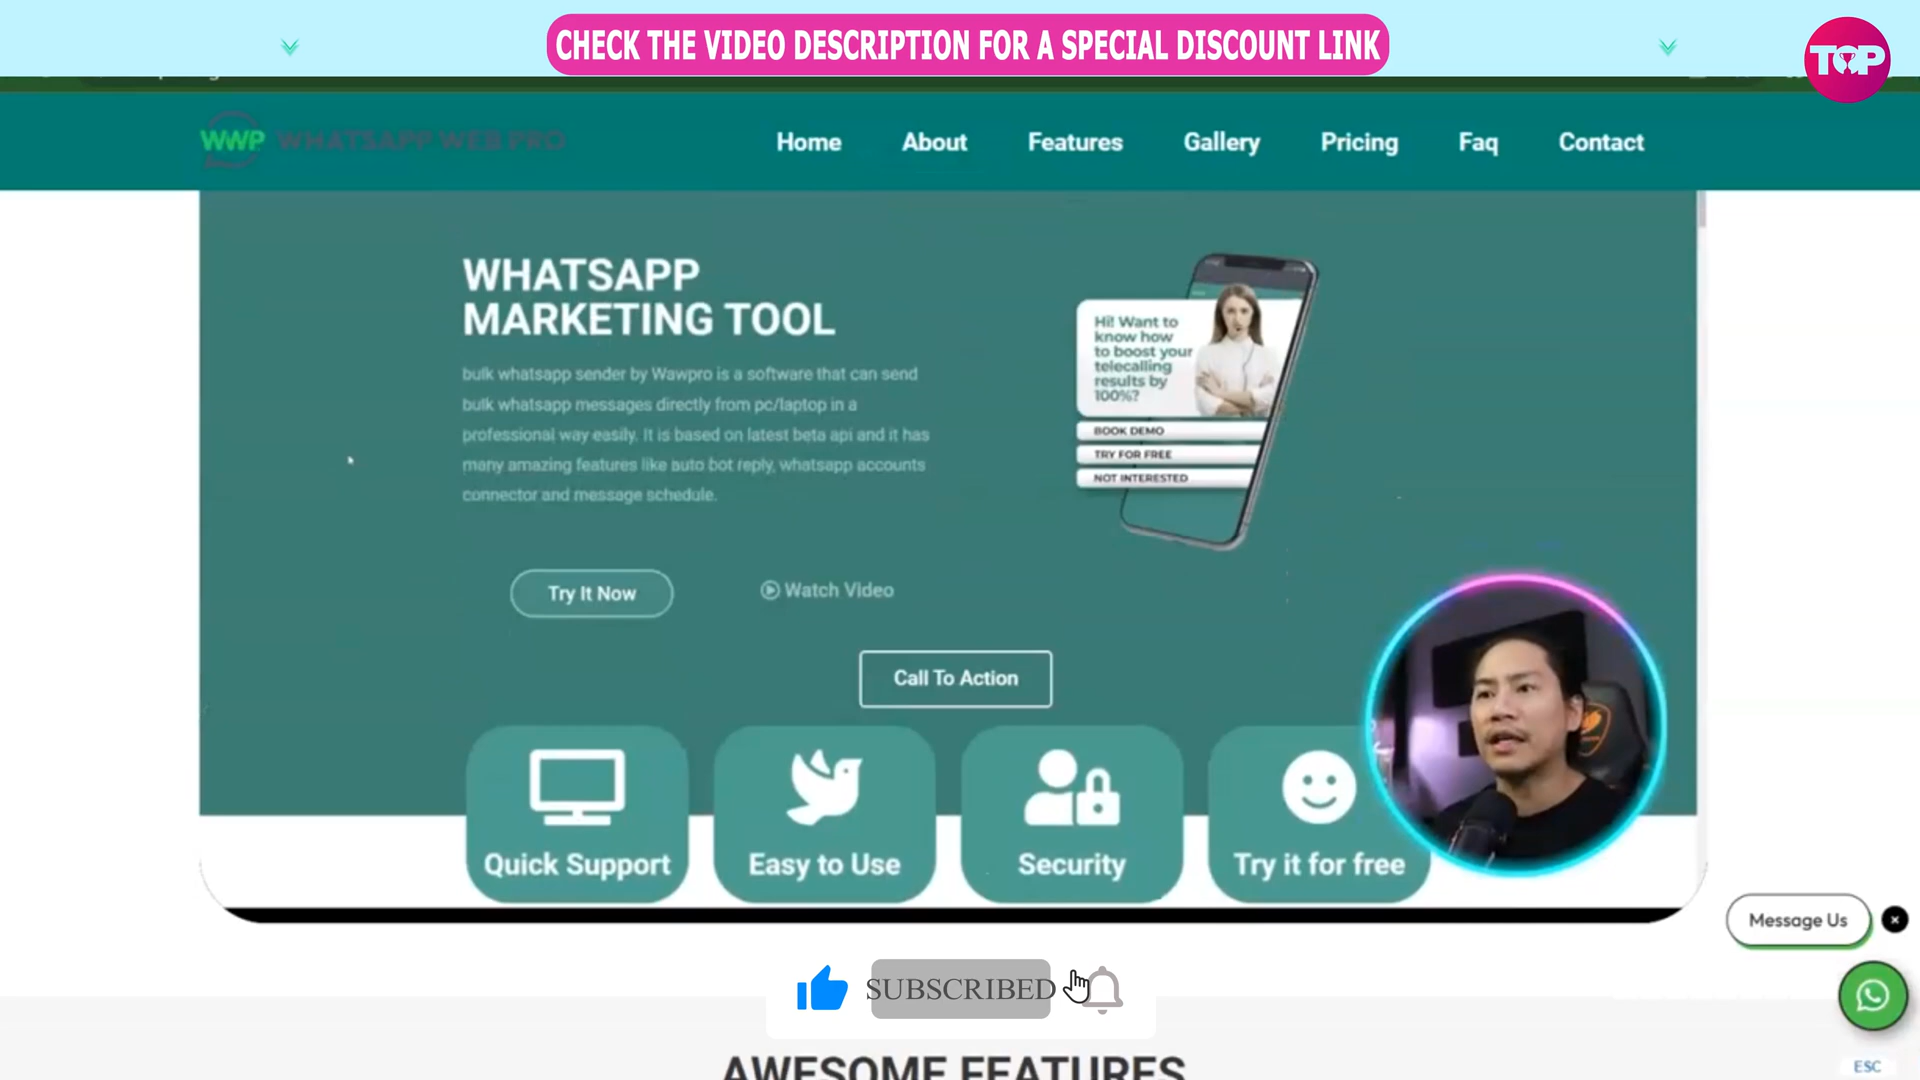 CHECK THE VIDEO DESCRIPTION FOR A SPECIAL DISCOUNT LINK
TOP
WWP WHATSAPP WEB PRO
Home About Features Gallery Pricing Faq Contact
WHATSAPP
MARKETING TOOL
bulk whatsapp sender by Wawpro is a software that can send
bulk whatsapp messages directly from pc/laptop in a
professional way easily. It is based on latest beta api and it has
many amazing features like auto bot reply, whatsapp accounts
connector and message schedule.
Hi! Want to
know how
to boost your
telecalling
results by
100%?
BOOK DEMO
TRY FOR FREE
NOT INTERESTED
Try It Now
Watch Video
Call To Action
Quick Support
Easy to Use
Security
Try it for free
Message Us
SUBSCRIBED
AWESOME FEATURES
ESC